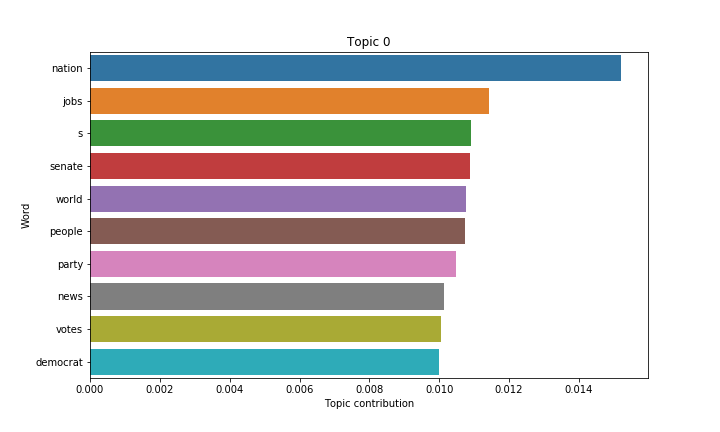 Topic 0
Word
nation
jobs
s
senate
world
people
party
news
votes
democrat
0.000 0.002 0.004 0.006 0.008 0.010 0.012 0.014
Topic contribution